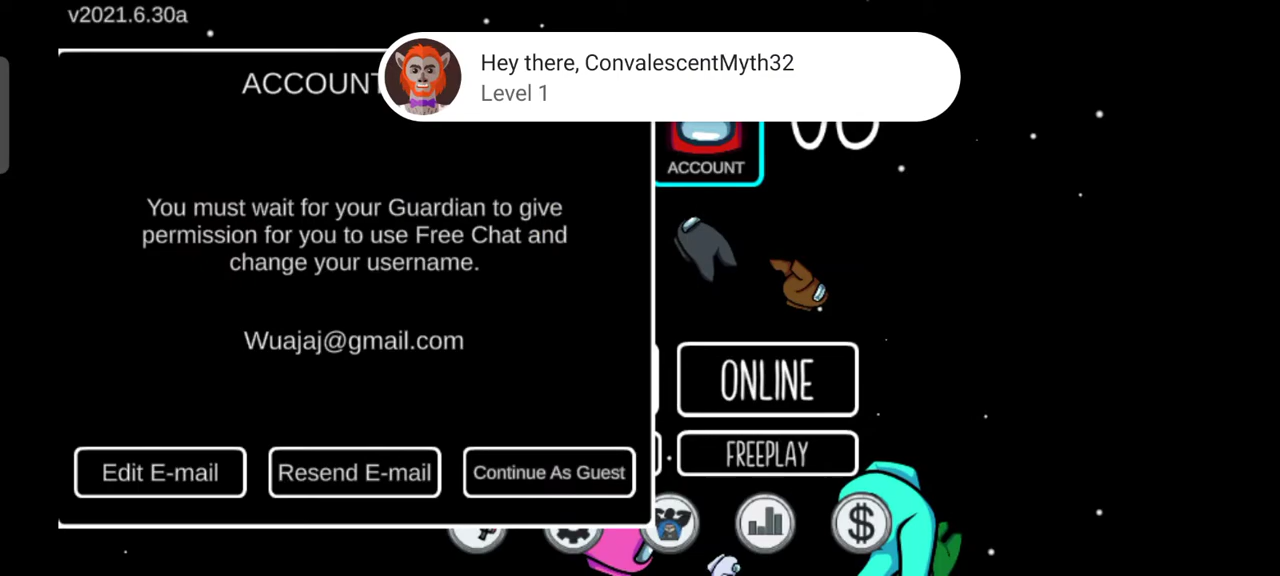 v2021.6.30a
Hey there, ConvalescentMyth32
Level 1
ACCOUNT
ACCOUNT
You must wait for your Guardian to give
permission for you to use Free Chat and
change your username.
Wuajaj@gmail.com
ONLINE
FREEPLAY
Edit E-mail
Resend E-mail
Continue As Guest
$